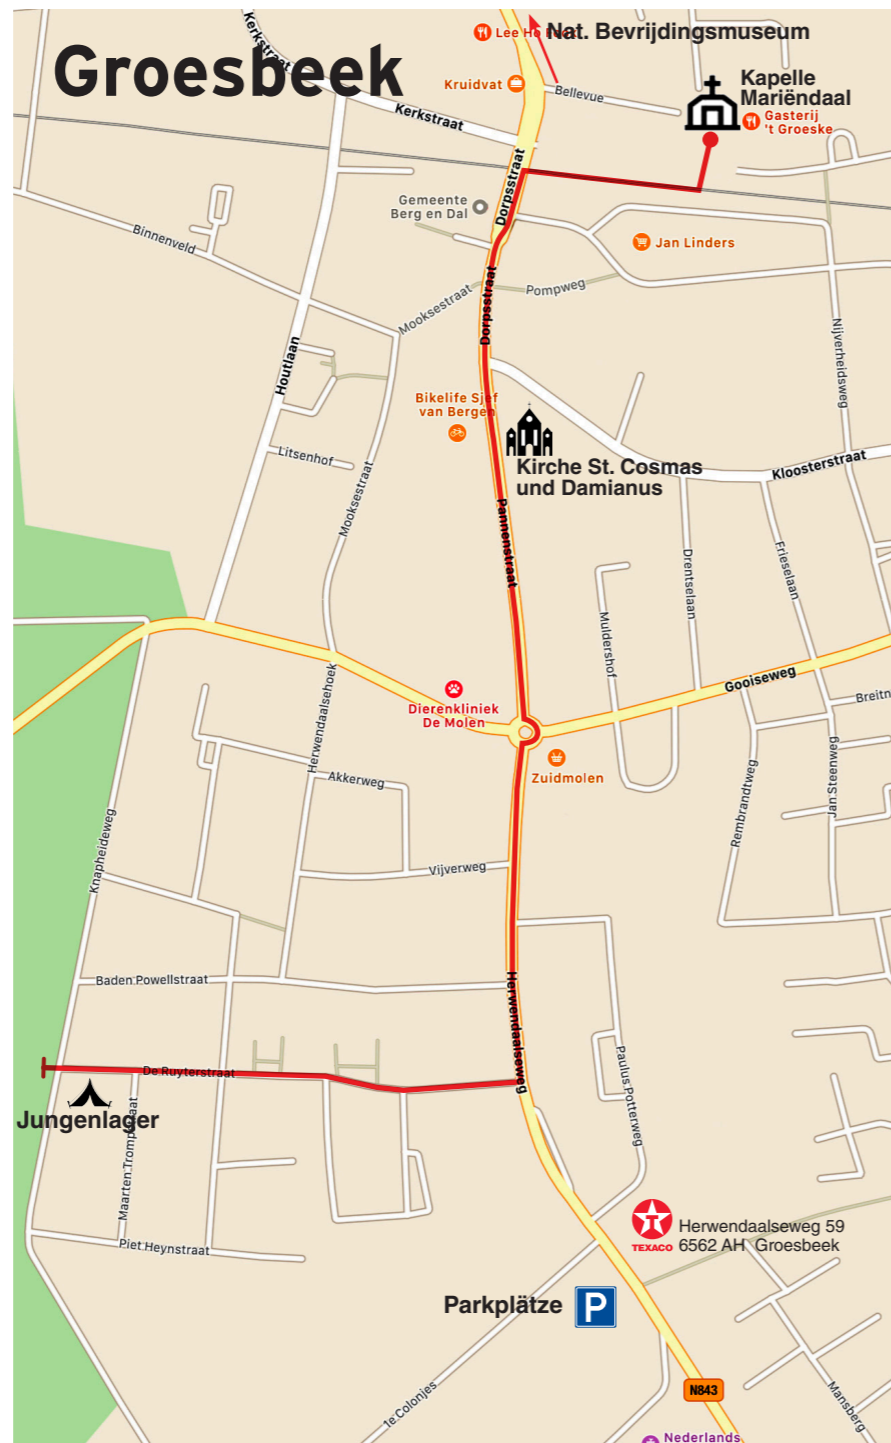 Groesbeek
Kerkstraat
Lee Ho
Nat. Bevrijdingsmuseum
Kruidvat
Bellevue
Kapelle
Mariëndaal
Gasterij
't Groeske
Kerkstraat
Dorpsstraat
Gemeente
Berg en Dal
Binnenveld
Jan Linders
Mooksestraat
Pompweg
Dorpsstraat
Nijverheidsweg
Houtlaan
Bikelife Sjef
van Bergen
Litsenhof
Mooksestraat
Kirche St. Cosmas
und Damianus
Kloosterstraat
Pannenstraat
Drentselaan
Frieselaan
Muldershof
Gooiseweg
Breitn
Dierenkliniek
De Molen
Herwendaalsehoek
Akkerweg
Zuidmolen
Rembrandtweg
Jan Steenweg
Knapheideweg
Vijverweg
Baden Powellstraat
Herwendaalseweg
De Ruyterstraat
Paulus Potterweg
Jungenlager
Maarten Trompstraat
Piet Heynstraat
TEXACO
Herwendaalseweg 59
6562 AH Groesbeek
Parkplätze
P
N843
1e Colonjes
Mansberg
Nederlands